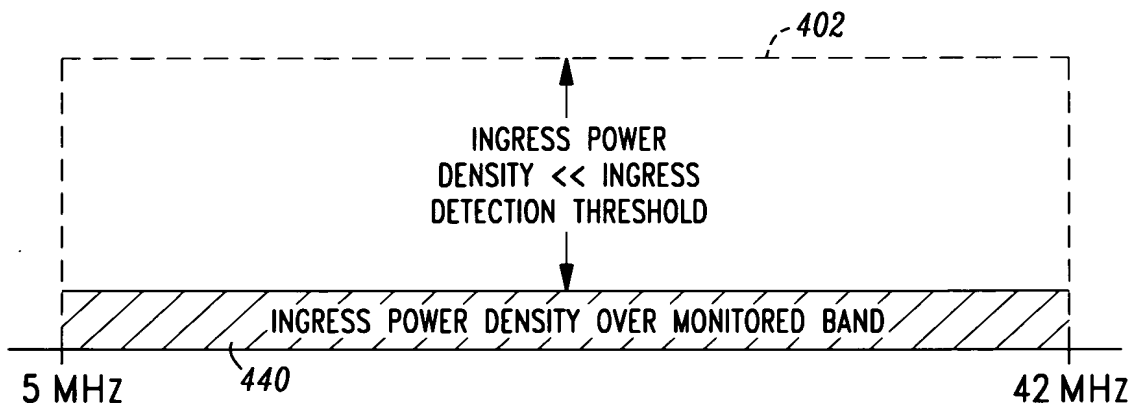 402
INGRESS POWER
DENSITY << INGRESS
DETECTION THRESHOLD
INGRESS POWER DENSITY OVER MONITORED BAND
5 MHz
440
42 MHz